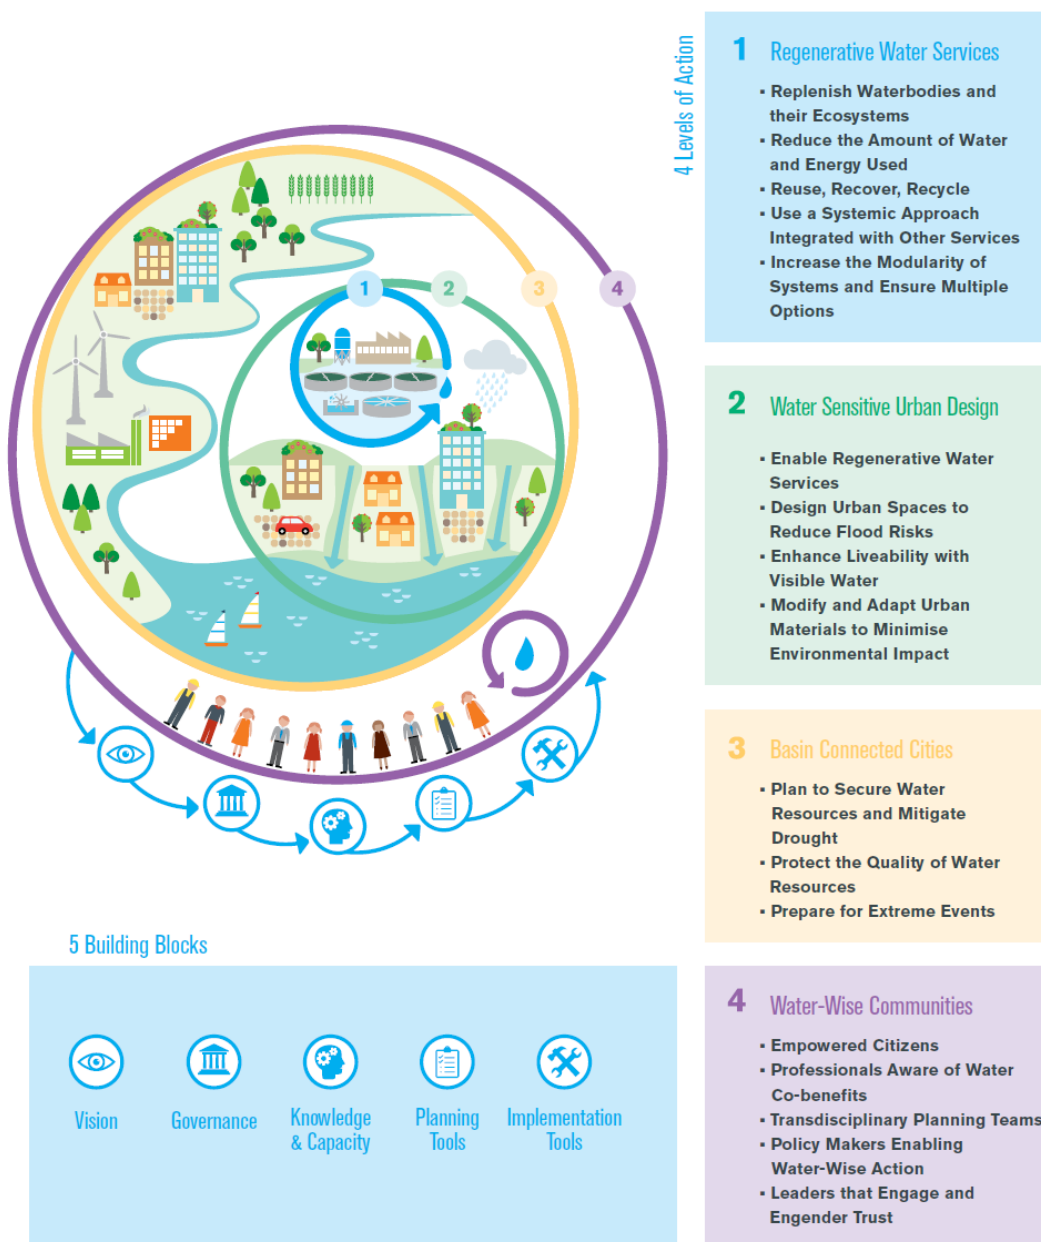 4 Levels of Action
1 Regenerative Water Services
▪ Replenish Waterbodies and
their Ecosystems
▪ Reduce the Amount of Water
and Energy Used
▪ Reuse, Recover, Recycle
▪ Use a Systemic Approach
Integrated with Other Services
▪ Increase the Modularity of
Systems and Ensure Multiple
Options
1 2 3 4
2 Water Sensitive Urban Design
▪ Enable Regenerative Water
Services
▪ Design Urban Spaces to
Reduce Flood Risks
▪ Enhance Liveability with
Visible Water
▪ Modify and Adapt Urban
Materials to Minimise
Environmental Impact
3 Basin Connected Cities
▪ Plan to Secure Water
Resources and Mitigate
Drought
▪ Protect the Quality of Water
Resources
▪ Prepare for Extreme Events
4 Water-Wise Communities
▪ Empowered Citizens
▪ Professionals Aware of Water
Co-benefits
▪ Transdisciplinary Planning Teams
▪ Policy Makers Enabling
Water-Wise Action
▪ Leaders that Engage and
Engender Trust
5 Building Blocks
Vision
Governance
Knowledge
& Capacity
Planning
Tools
Implementation
Tools